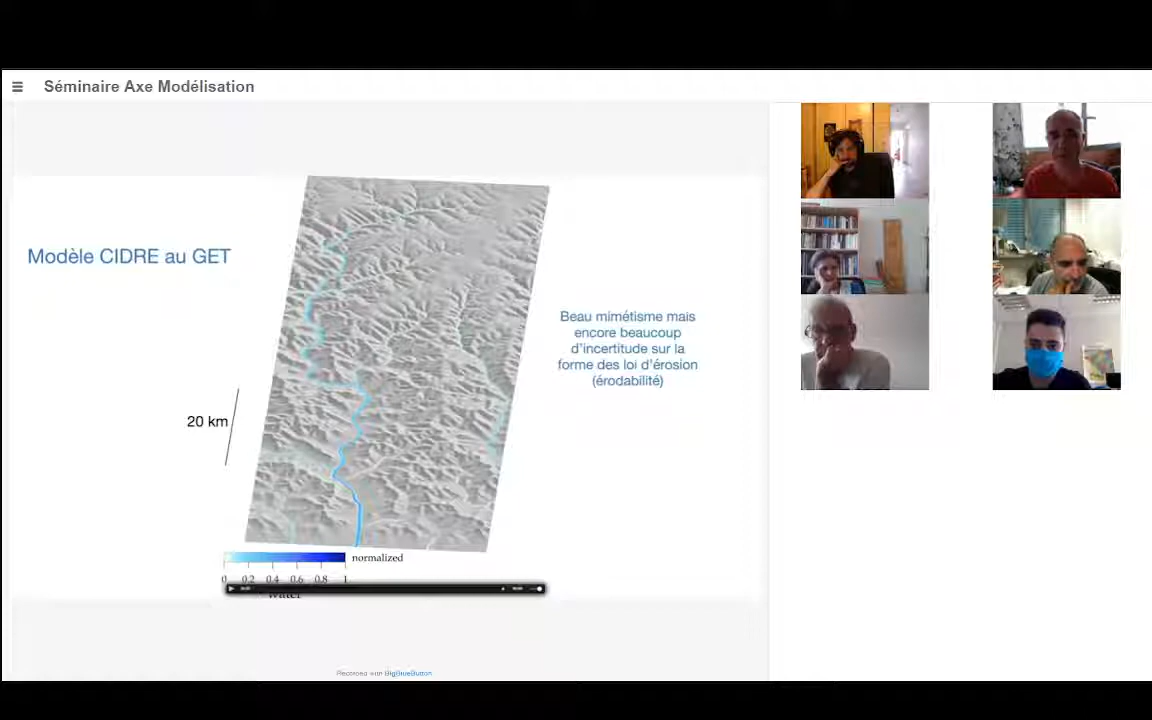 Séminaire Axe Modélisation
Modèle CIDRE au GET
Beau mimétisme mais
encore beaucoup
d'incertitude sur la
forme des loi d'érosion
(érodabilité)
20 km
normalized
0 0.2 0.4 0.6 0.8 1
water
Recorded with BigBlueButton